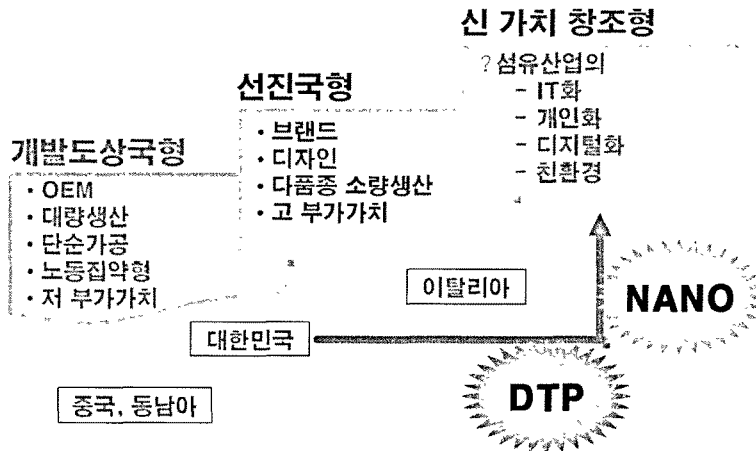 신 가치 창조형
? 섬유산업의
- IT화
- 개인화
- 디지털화
- 친환경
선진국형
• 브랜드
• 디자인
• 다품종 소량생산
• 고 부가가치
개발도상국형
• OEM
• 대량생산
• 단순가공
• 노동집약형
• 저 부가가치
이탈리아
NANO
대한민국
DTP
중국, 동남아